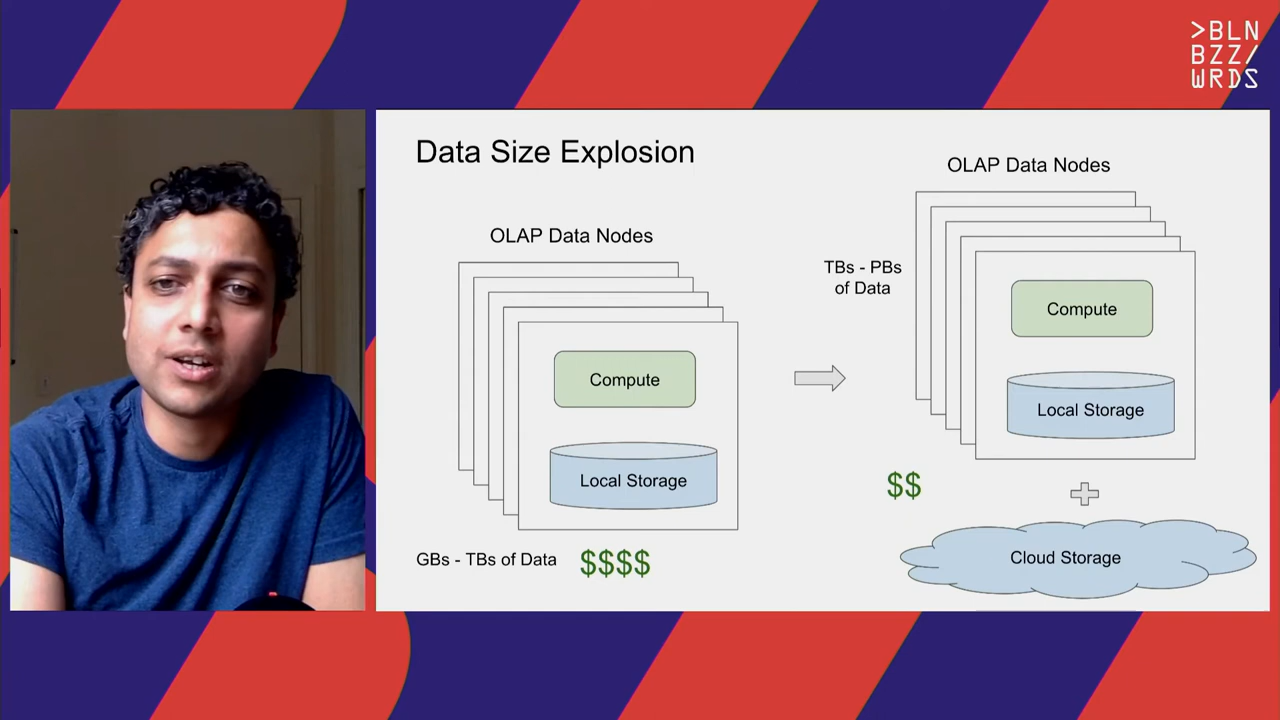 >BLN
BZZ/
WRDS
Data Size Explosion
OLAP Data Nodes
Compute
Local Storage
GBs - TBs of Data
$$$$
OLAP Data Nodes
TBs - PBs
of Data
Compute
Local Storage
$$
Cloud Storage